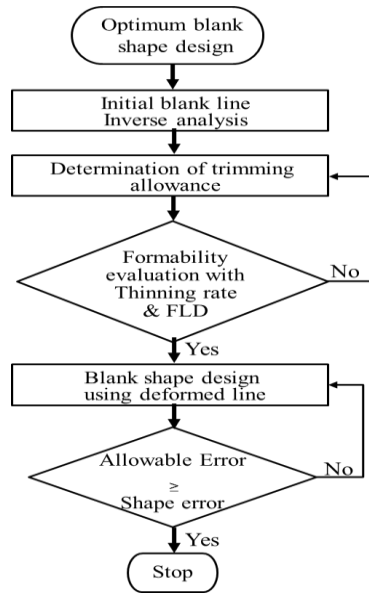 Optimum blank
shape design
Initial blank line
Inverse analysis
Determination of trimming
allowance
Formability
evaluation with
Thinning rate
& FLD
No
Yes
Blank shape design
using deformed line
Allowable Error
≥
Shape error
No
Yes
Stop